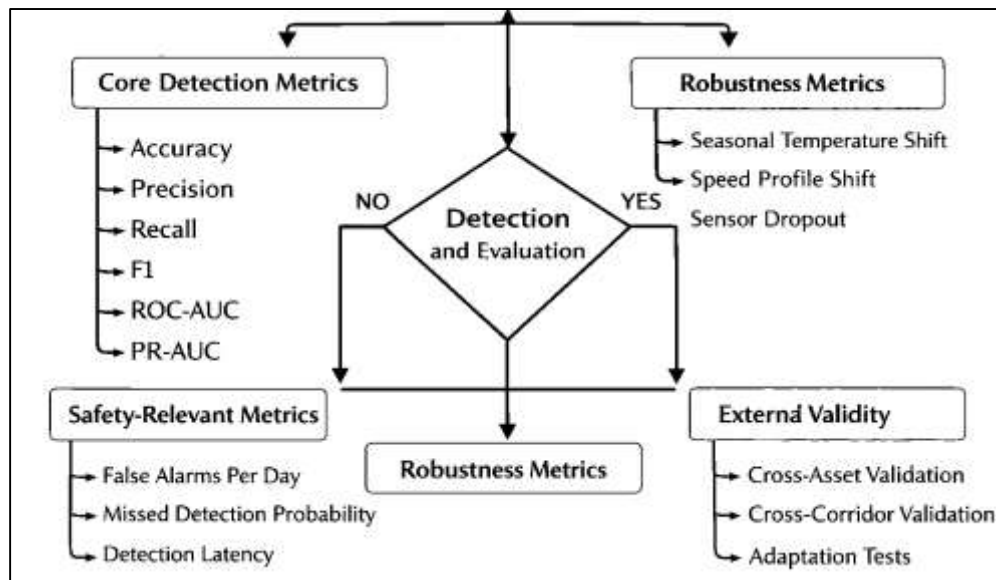 Core Detection Metrics
Accuracy
Precision
Recall
F1
ROC-AUC
PR-AUC
Robustness Metrics
Seasonal Temperature Shift
Speed Profile Shift
Sensor Dropout
NO
YES
Detection
and Evaluation
Safety-Relevant Metrics
False Alarms Per Day
Missed Detection Probability
Detection Latency
Robustness Metrics
External Validity
Cross-Asset Validation
Cross-Corridor Validation
Adaptation Tests